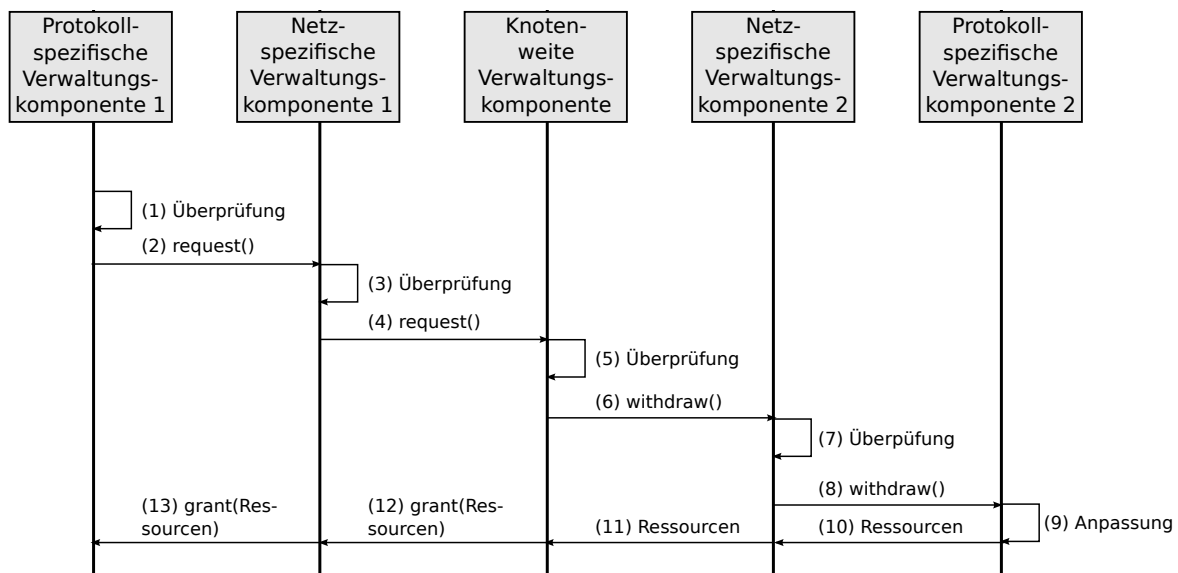 Protokoll-
spezifische
Verwaltungs-
komponente 1
Netz-
spezifische
Verwaltungs-
komponente 1
Knoten-
weite
Verwaltungs-
komponente
Netz-
spezifische
Verwaltungs-
komponente 2
Protokoll-
spezifische
Verwaltungs-
komponente 2
(1) Überprüfung
(2) request()
(3) Überprüfung
(4) request()
(5) Überprüfung
(6) withdraw()
(7) Überpüfung
(8) withdraw()
(9) Anpassung
(10) Ressourcen
(11) Ressourcen
(12) grant(Res-
sourcen)
(13) grant(Res-
sourcen)